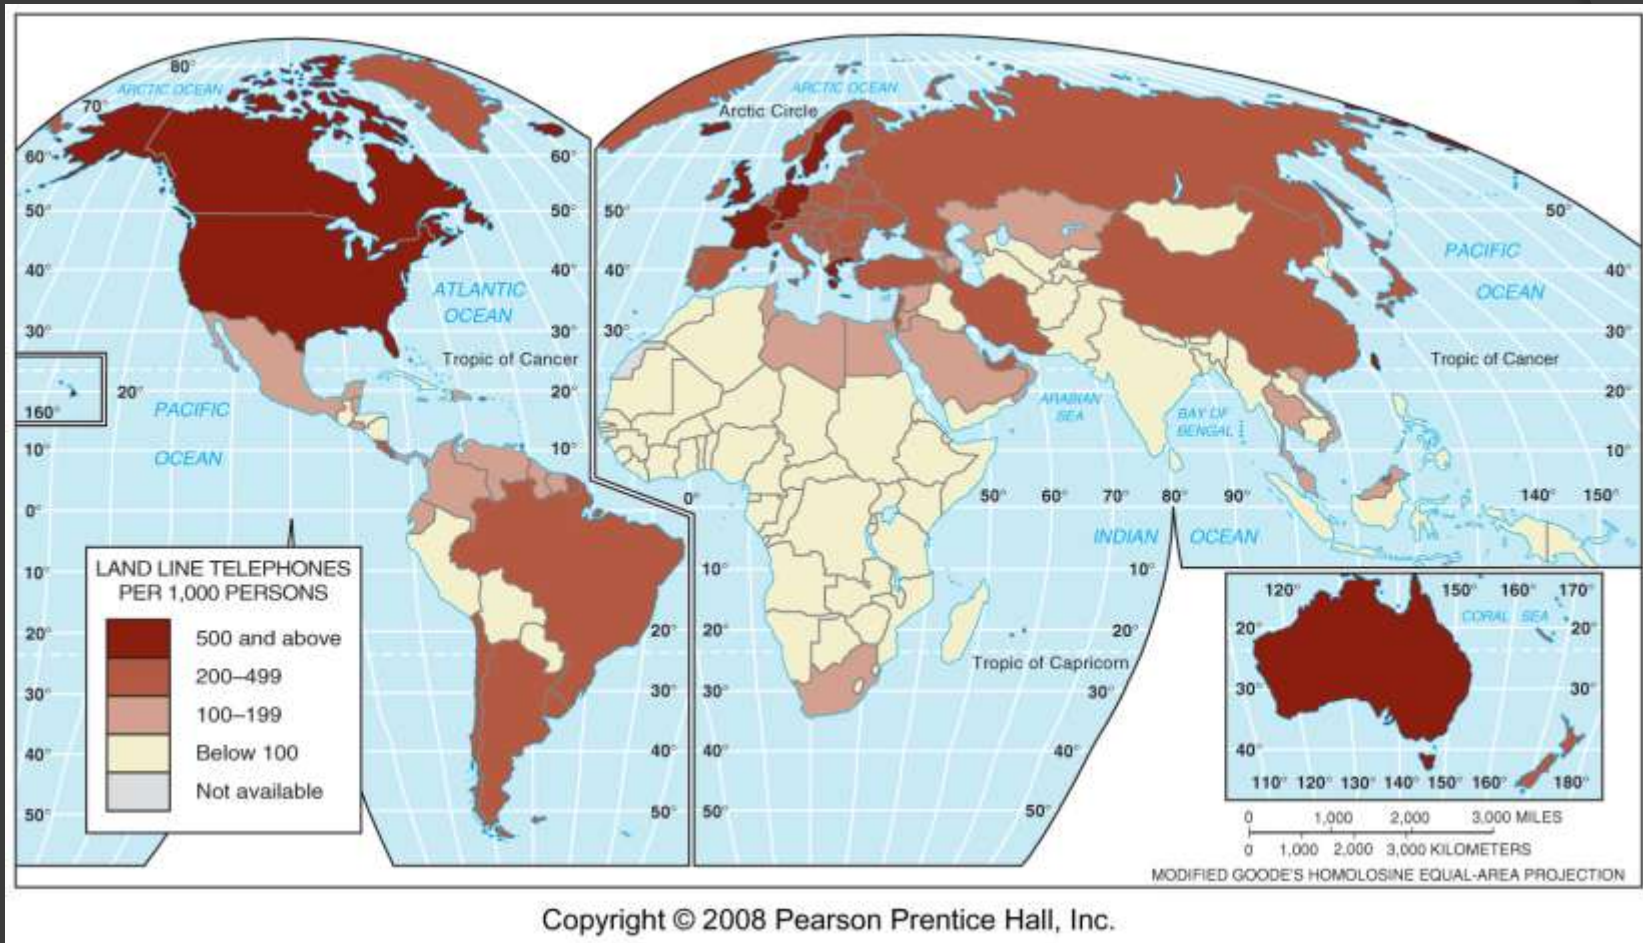 80°
ARCTIC OCEAN
70°
60°
60°
50°
50°
40°
40°
ATLANTIC
OCEAN
30°
30°
Tropic of Cancer
20°
20°
160°
PACIFIC
OCEAN
10°
10°
0°
10°
20°
20°
30°
30°
40°
40°
50°
50°
LAND LINE TELEPHONES
PER 1,000 PERSONS
500 and above
200–499
100–199
Below 100
Not available
ARCTIC OCEAN
Arctic Circle
50°
50°
40°
40°
30°
30°
PACIFIC
OCEAN
Tropic of Cancer
20°
10°
ARABIAN
SEA
BAY OF
BENGAL
0°
50°
60°
70°
80°
90°
140°
150°
INDIAN
OCEAN
10°
10°
20°
20°
Tropic of Capricorn
30°
30°
40°
40°
50°
50°
120°
150°
160°
170°
CORAL SEA
20°
20°
30°
30°
40°
110°
120°
130°
140°
150°
160°
180°
0 1,000 2,000 3,000 MILES
0 1,000 2,000 3,000 KILOMETERS
MODIFIED GOODE'S HOMOLOSINE EQUAL-AREA PROJECTION
Copyright © 2008 Pearson Prentice Hall, Inc.